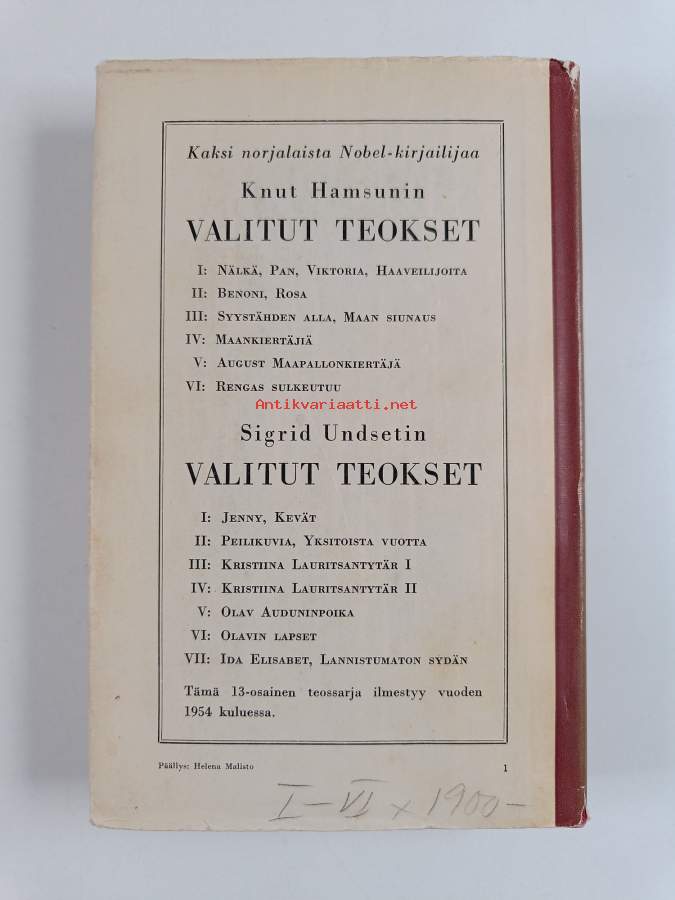 Kaksi norjalaista Nobel-kirjailijaa
Knut Hamsunin
VALITUT TEOKSET
I: Nälkä, Pan, Viktoria, Haaveilijoita
II: Benoni, Rosa
III: Syystähden alla, Maan siunaus
IV: Maankiertäjiä
V: August Maapallonkiertäjä
VI: Rengas sulkeutuu
Antikvariaatti.net
Sigrid Undsetin
VALITUT TEOKSET
I: Jenny, Kevät
II: Peilikuvia, Yksitoista vuotta
III: Kristiina Lauritsantytär I
IV: Kristiina Lauritsantytär II
V: Olav Auduninpoika
VI: Olavin lapset
VII: Ida Elisabet, Lannistumaton sydän
Tämä 13-osainen teossarja ilmestyy vuoden
1954 kuluessa.
Päällys: Helena Malisto 1
I-VI x 1900-